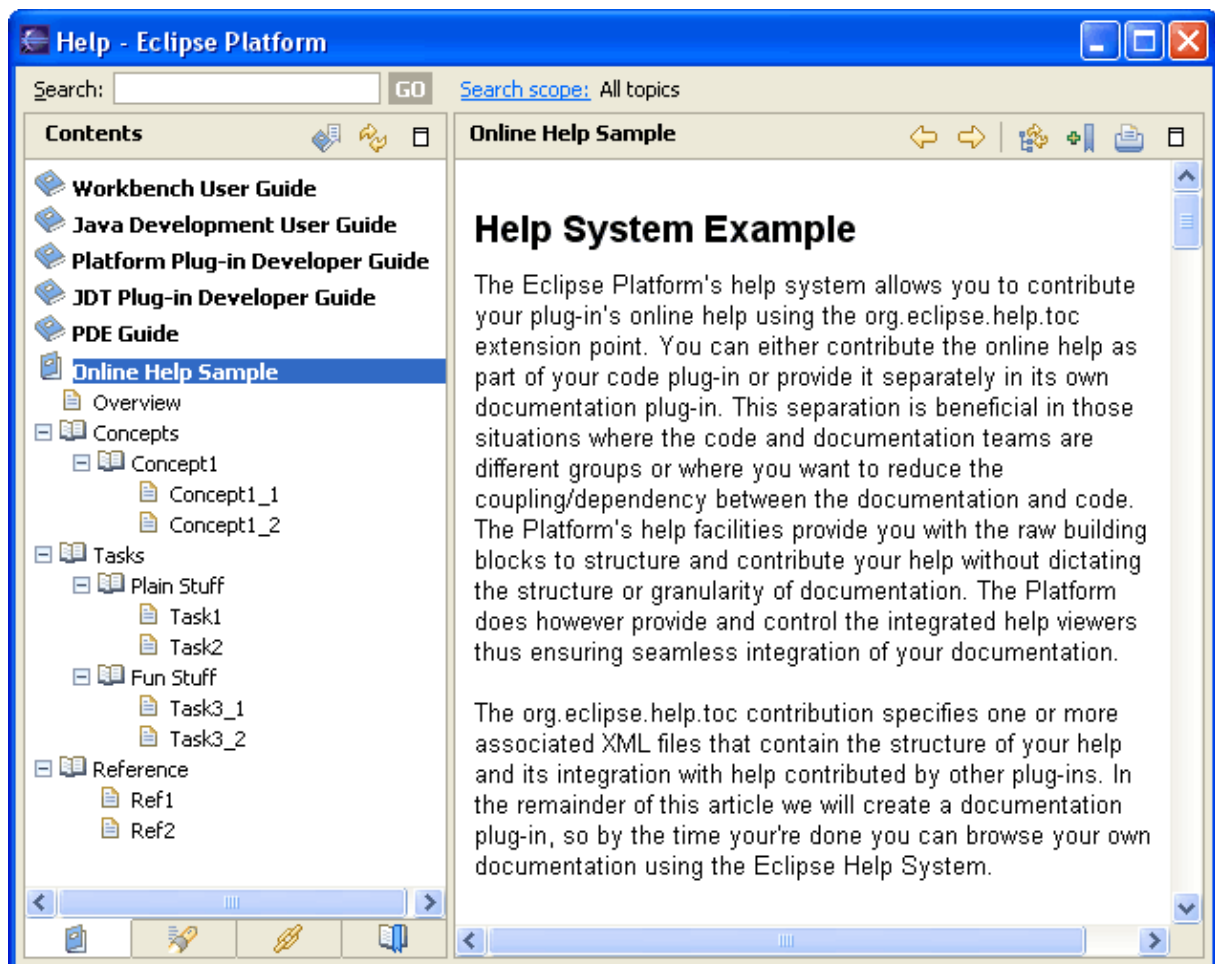 Help - Eclipse Platform
Search: GO Search scope: All topics
Contents
Workbench User Guide
Java Development User Guide
Platform Plug-in Developer Guide
JDT Plug-in Developer Guide
PDE Guide
Online Help Sample
Overview
Concepts
Concept1
Concept1_1
Concept1_2
Tasks
Plain Stuff
Task1
Task2
Fun Stuff
Task3_1
Task3_2
Reference
Ref1
Ref2
Online Help Sample
Help System Example
The Eclipse Platform's help system allows you to contribute
your plug-in's online help using the org.eclipse.help.toc
extension point. You can either contribute the online help as
part of your code plug-in or provide it separately in its own
documentation plug-in. This separation is beneficial in those
situations where the code and documentation teams are
different groups or where you want to reduce the
coupling/dependency between the documentation and code.
The Platform's help facilities provide you with the raw building
blocks to structure and contribute your help without dictating
the structure or granularity of documentation. The Platform
does however provide and control the integrated help viewers
thus ensuring seamless integration of your documentation.
The org.eclipse.help.toc contribution specifies one or more
associated XML files that contain the structure of your help
and its integration with help contributed by other plug-ins. In
the remainder of this article we will create a documentation
plug-in, so by the time your're done you can browse your own
documentation using the Eclipse Help System.